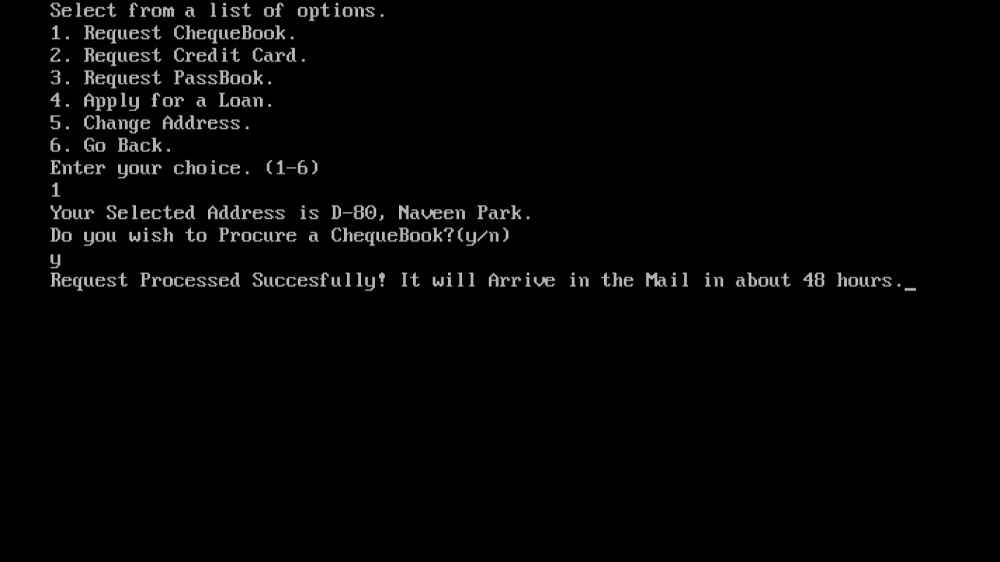 Select from a list of options.
1. Request ChequeBook.
2. Request Credit Card.
3. Request PassBook.
4. Apply for a Loan.
5. Change Address.
6. Go Back.
Enter your choice. (1-6)
1
Your Selected Address is D-80, Naveen Park.
Do you wish to Procure a ChequeBook?(y/n)
y
Request Processed Succesfully! It will Arrive in the Mail in about 48 hours._